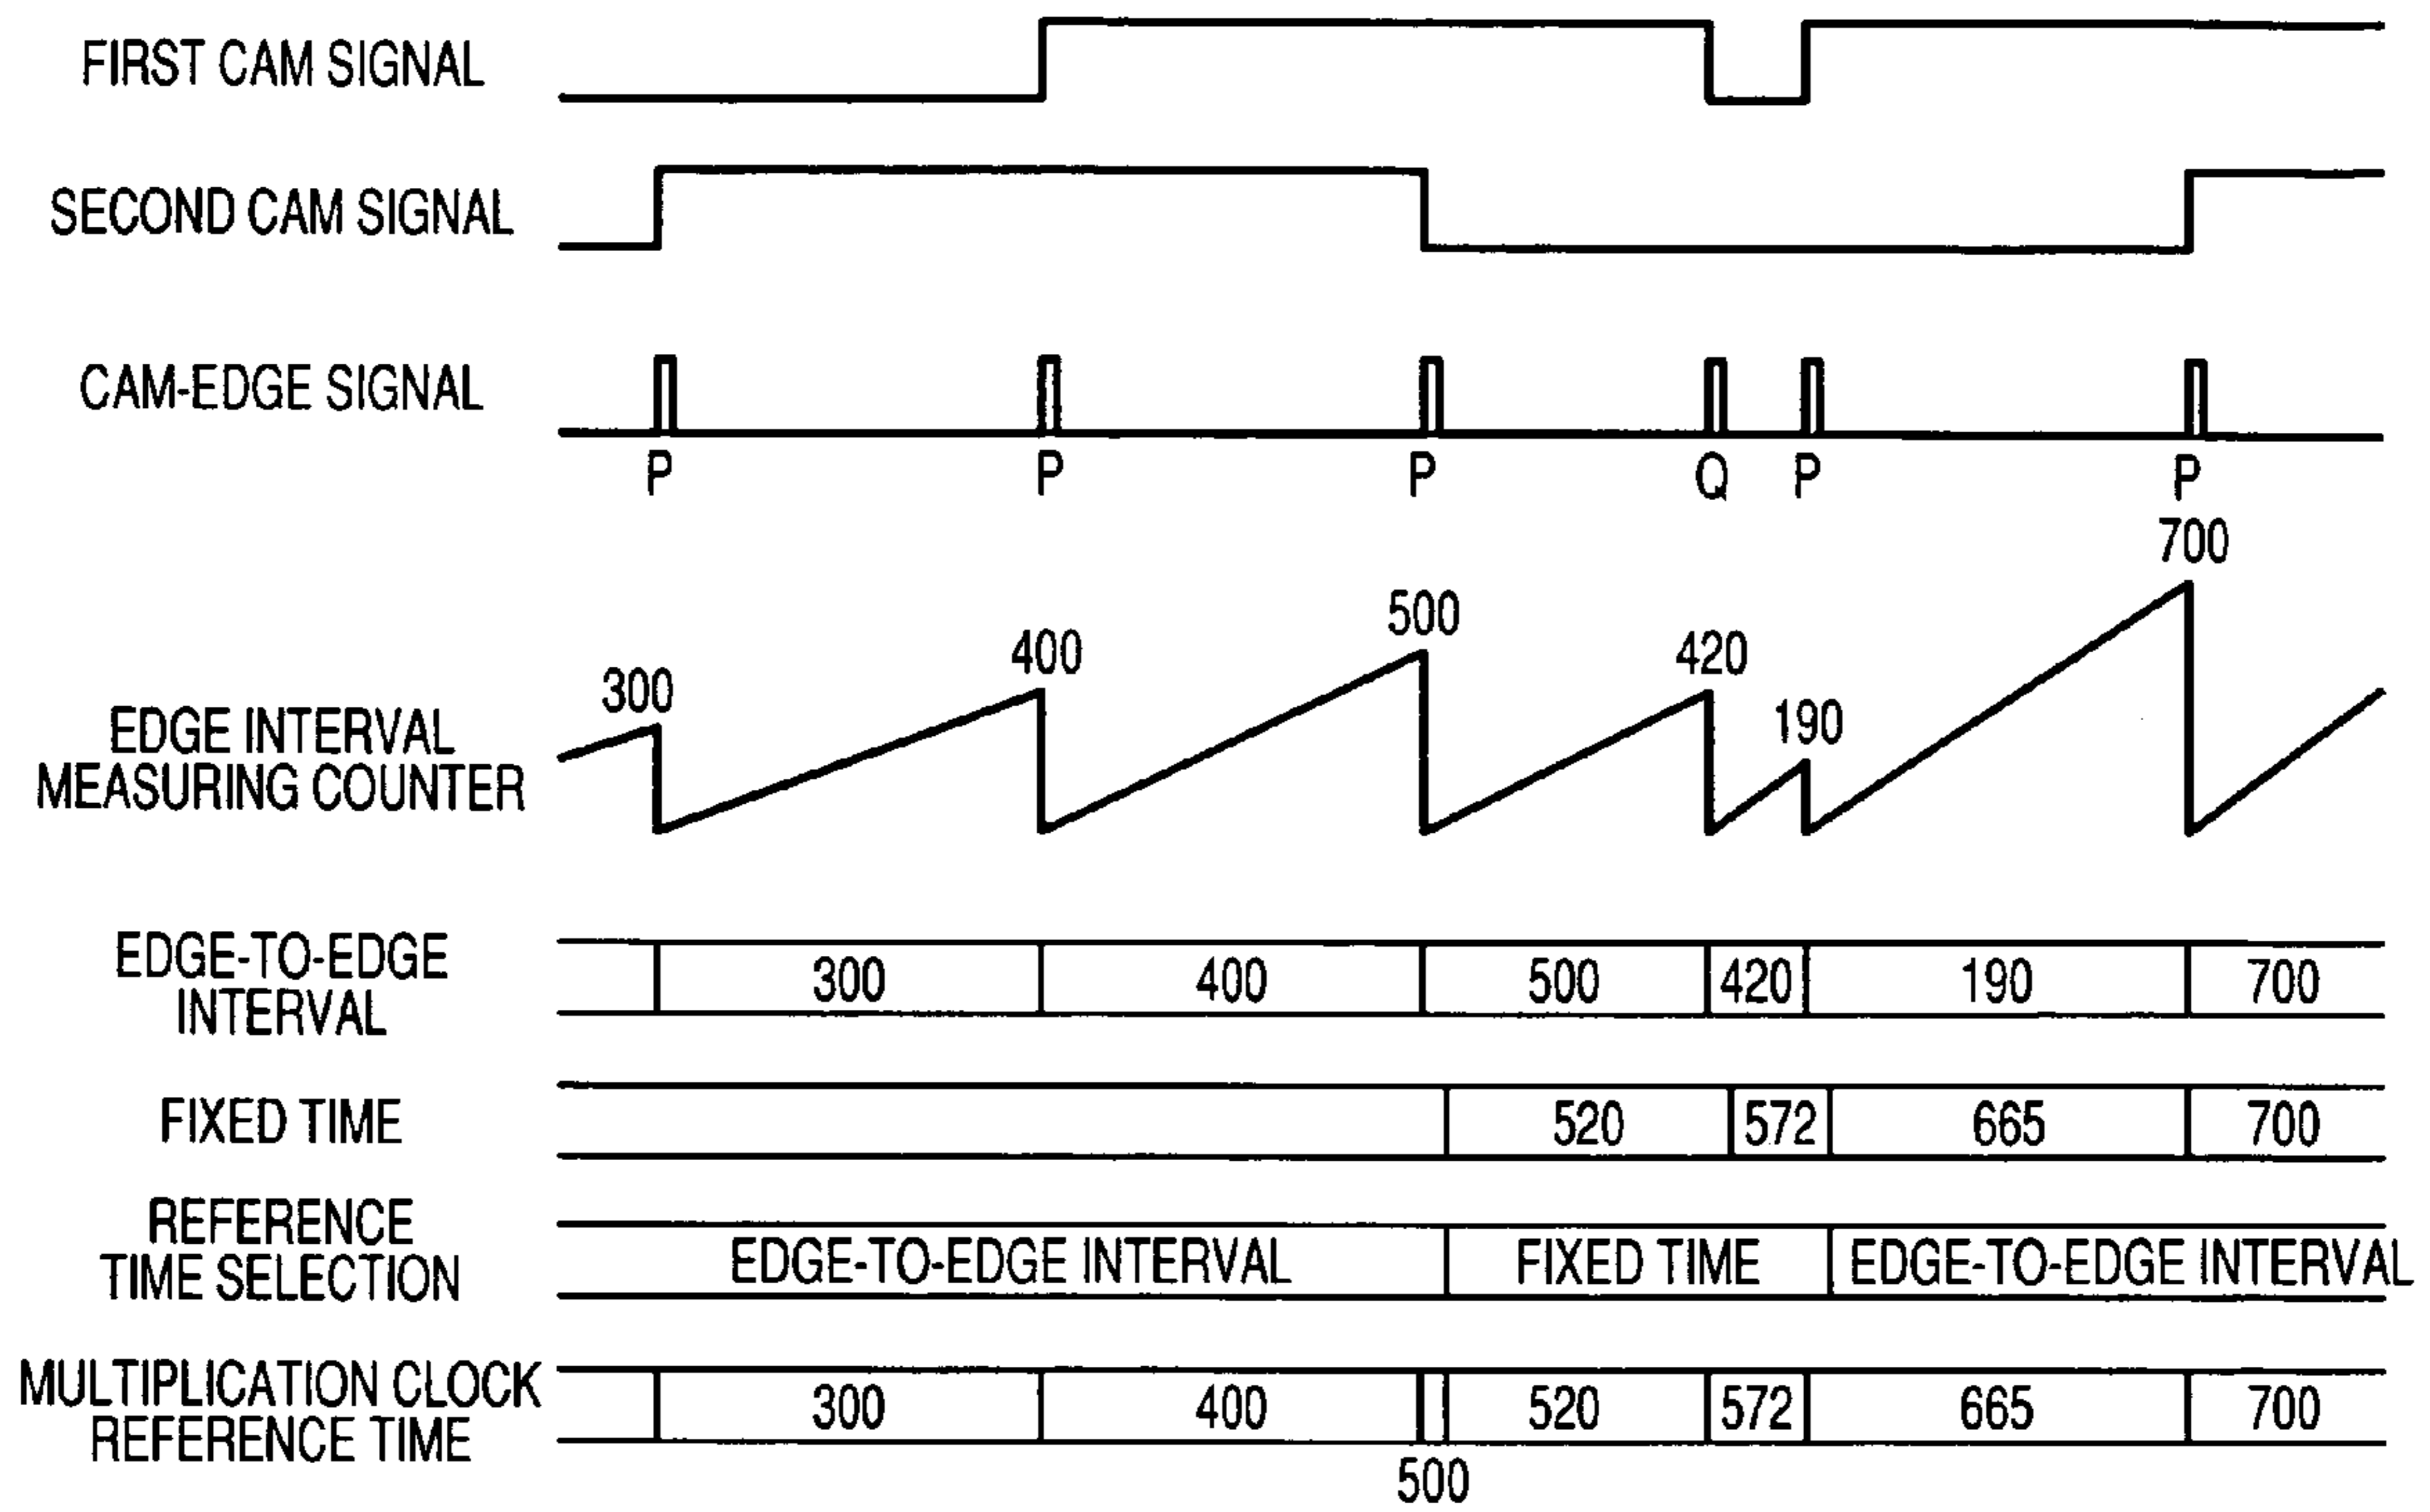 FIRST CAM SIGNAL
SECOND CAM SIGNAL
CAM-EDGE SIGNAL
P P P Q P P
EDGE INTERVAL
MEASURING COUNTER
300 400 500 420 190 700
EDGE-TO-EDGE
INTERVAL
300 400 500 420 190 700
FIXED TIME
520 572 665 700
REFERENCE
TIME SELECTION
EDGE-TO-EDGE INTERVAL FIXED TIME EDGE-TO-EDGE INTERVAL
MULTIPLICATION CLOCK
REFERENCE TIME
300 400 520 572 665 700
500